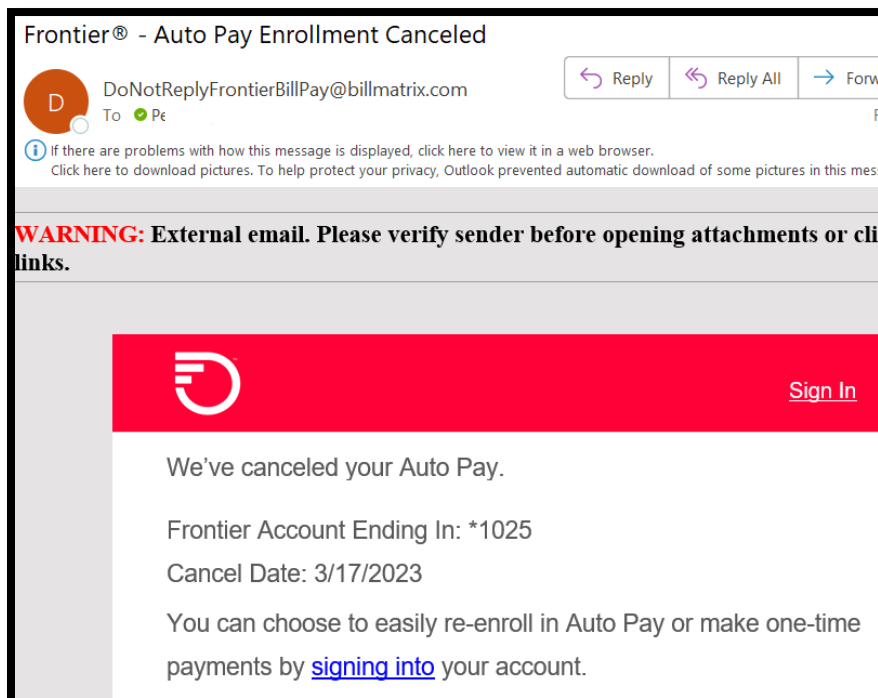 Frontier® - Auto Pay Enrollment Canceled
D
DoNotReplyFrontierBillPay@billmatrix.com
Reply
Reply All
Forw
To Pe
If there are problems with how this message is displayed, click here to view it in a web browser.
Click here to download pictures. To help protect your privacy, Outlook prevented automatic download of some pictures in this mes
WARNING: External email. Please verify sender before opening attachments or cli
links.
Sign In
We've canceled your Auto Pay.
Frontier Account Ending In: *1025
Cancel Date: 3/17/2023
You can choose to easily re-enroll in Auto Pay or make one-time
payments by signing into your account.